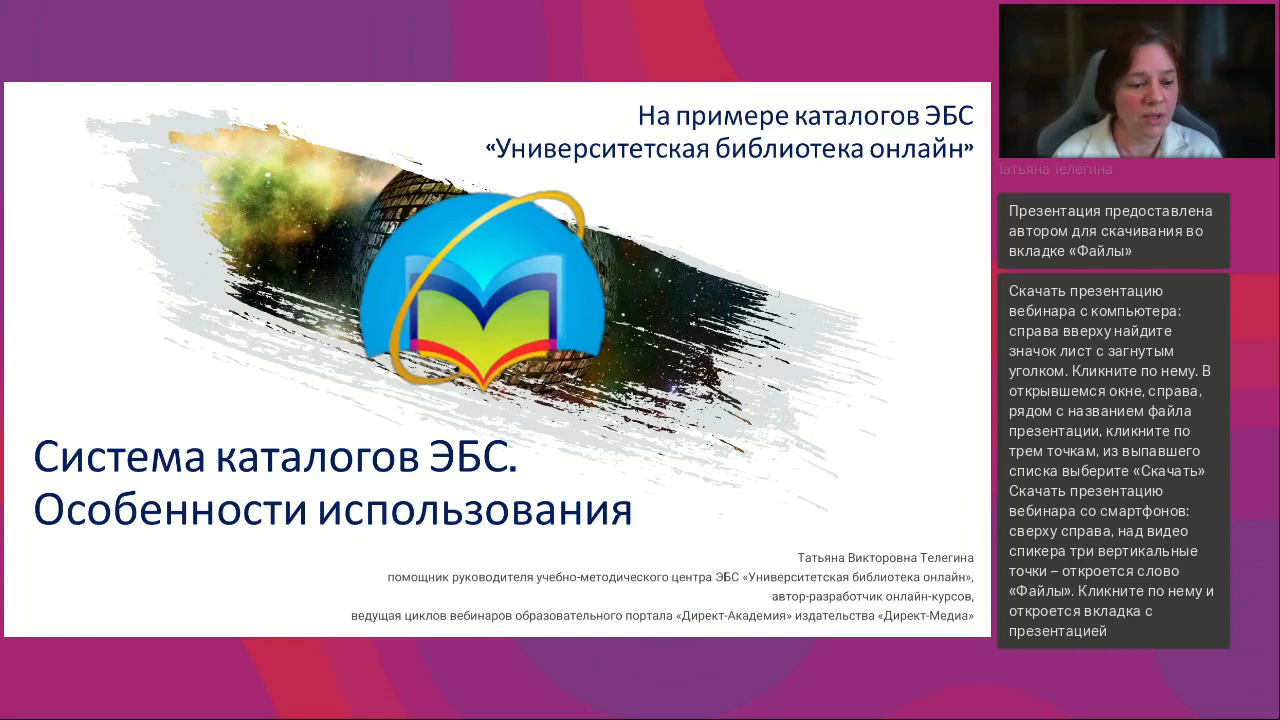 На примере каталогов ЭБС
«Университетская библиотека онлайн»
Система каталогов ЭБС.
Особенности использования
Татьяна Викторовна Телегина
помощник руководителя учебно-методического центра ЭБС «Университетская библиотека онлайн»,
автор-разработчик онлайн-курсов,
ведущая циклов вебинаров образовательного портала «Директ-Академия» издательства «Директ-Медиа»
Татьяна Телегина
Презентация предоставлена
автором для скачивания во
вкладке «Файлы»
Скачать презентацию
вебинара с компьютера:
справа вверху найдите
значок лист с загнутым
уголком. Кликните по нему. В
открывшемся окне, справа,
рядом с названием файла
презентации, кликните по
трем точкам, из выпавшего
списка выберите «Скачать»
Скачать презентацию
вебинара со смартфонов:
сверху справа, над видео
спикера три вертикальные
точки – откроется слово
«Файлы». Кликните по нему и
откроется вкладка с
презентацией